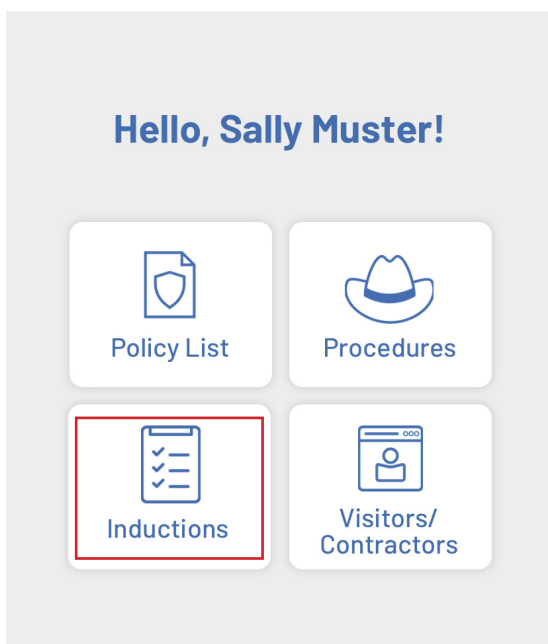 Hello, Sally Muster!
Policy List
Procedures
Inductions
Visitors/
Contractors